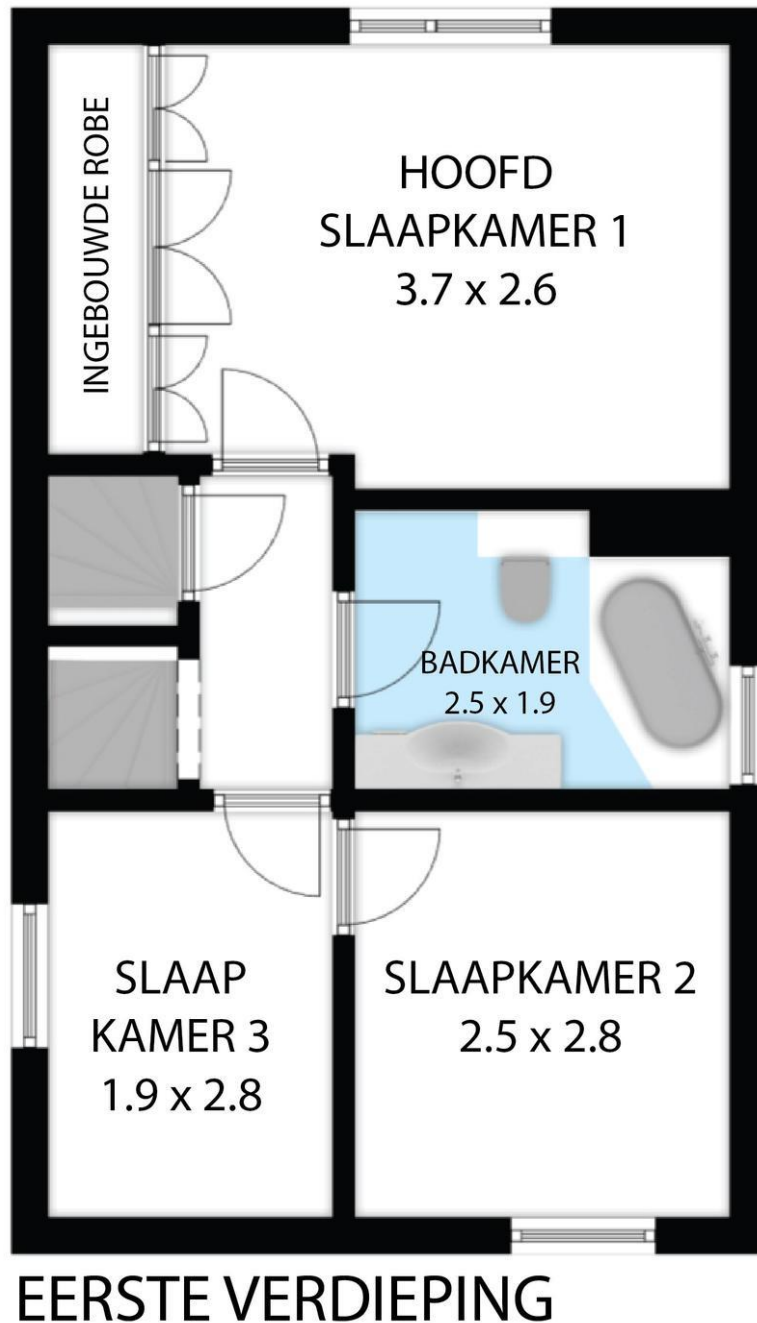 INGEBOUWDE ROBE
HOOFD
SLAAPKAMER 1
3.7 x 2.6
BADKAMER
2.5 x 1.9
SLAAP
KAMER 3
1.9 x 2.8
SLAAPKAMER 2
2.5 x 2.8
EERSTE VERDIEPING